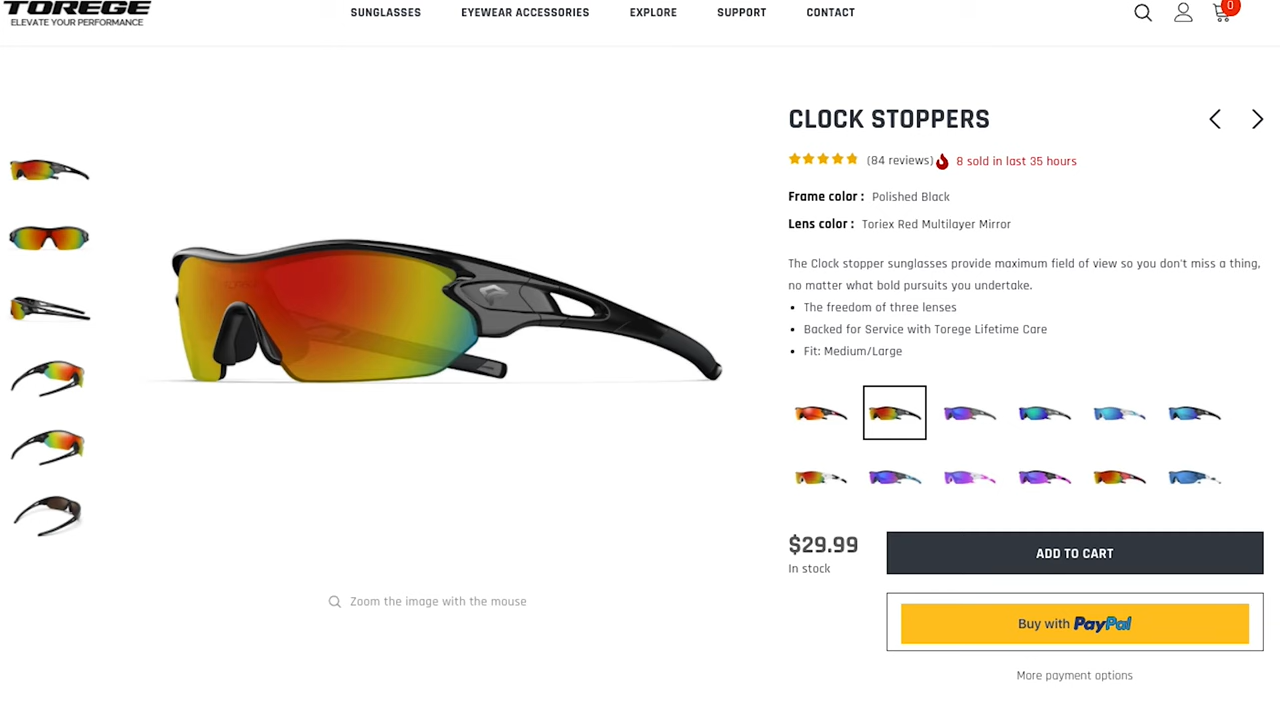 TOREGE
ELEVATE YOUR PERFORMANCE
SUNGLASSES
EYEWEAR ACCESSORIES
EXPLORE
SUPPORT
CONTACT
0
CLOCK STOPPERS
(84 reviews)
8 sold in last 35 hours
Frame color : Polished Black
Lens color : Toriex Red Multilayer Mirror
The Clock stopper sunglasses provide maximum field of view so you don't miss a thing,
no matter what bold pursuits you undertake.
• The freedom of three lenses
• Backed for Service with Torege Lifetime Care
• Fit: Medium/Large
$29.99
In stock
ADD TO CART
Buy with PayPal
More payment options
Zoom the image with the mouse